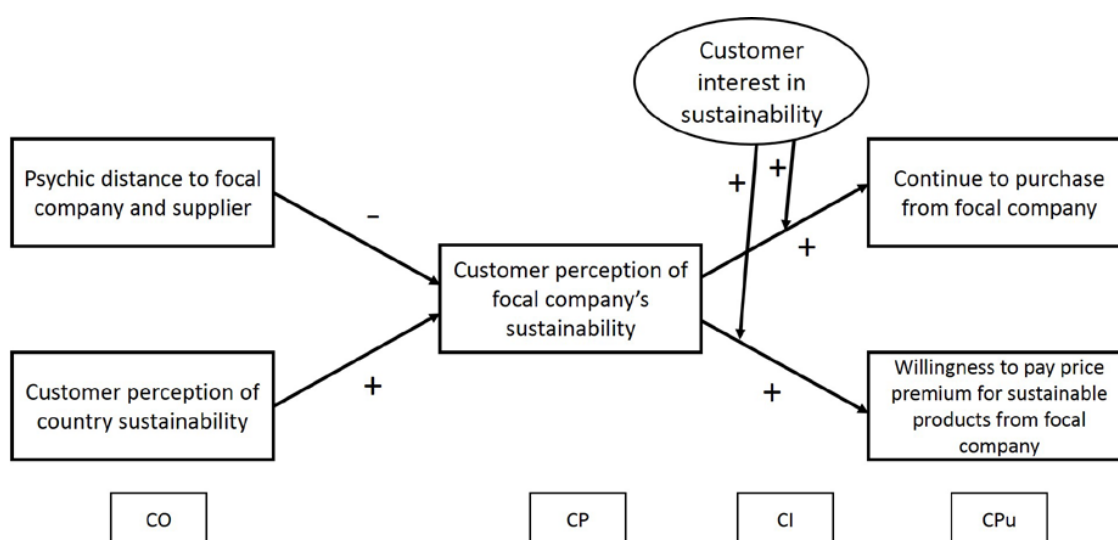 Customer
interest in
sustainability
Psychic distance to focal
company and supplier
-
+
+
Continue to purchase
from focal company
+
Customer perception of
focal company's
sustainability
Customer perception of
country sustainability
+
+
Willingness to pay price
premium for sustainable
products from focal
company
CO
CP
CI
CPu